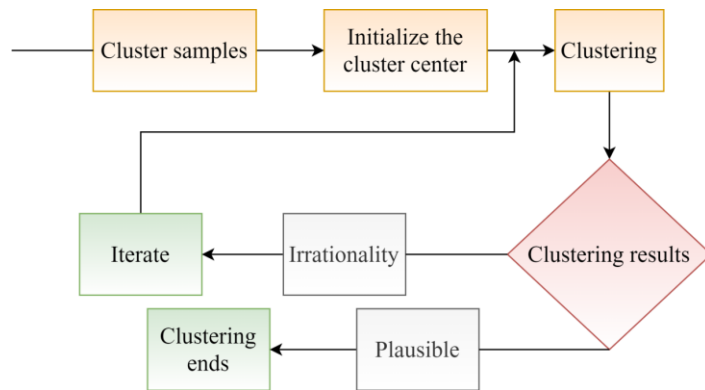 Cluster samples
Initialize the
cluster center
Clustering
Iterate
Irrationality
Clustering results
Clustering
ends
Plausible